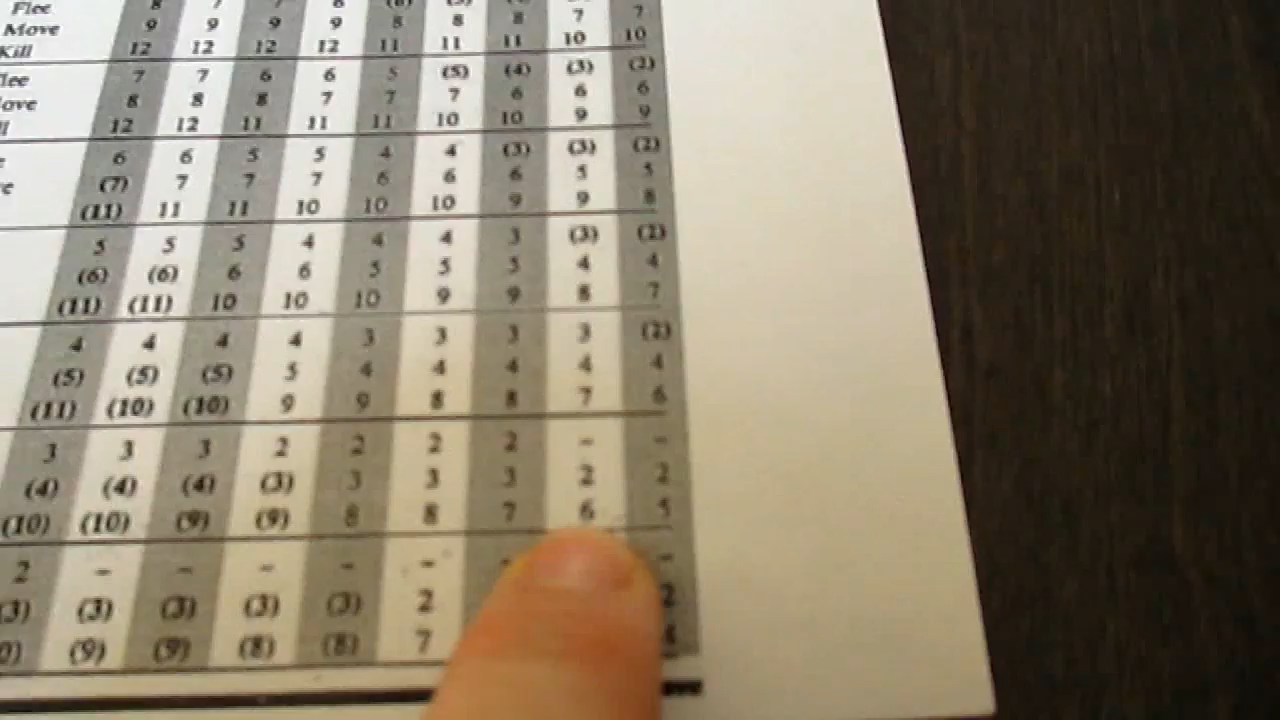 Flee 8 7 7 8 (6) (5)
Move 9 9 9 9 8 8 8 7 7
Kill 12 12 12 12 11 11 11 10 10
lee 7 7 6 6 5 (5) (4) (3) (2)
ove 8 8 8 7 7 7 6 6 6
l 12 12 11 11 11 10 10 9 9
e 6 6 5 5 4 4 (3) (3) (2)
e (7) 7 7 7 6 6 6 5 5
(11) 11 11 10 10 10 9 9 8
5 5 5 4 4 4 3 (3) (2)
(6) (6) 6 6 5 5 5 4 4
(11) (11) 10 10 10 9 9 8 7
4 4 4 4 3 3 3 3 (2)
(5) (5) (5) 5 4 4 4 4 4
(11) (10) (10) 9 9 8 8 7 6
3 3 3 2 2 2 2 – –
(4) (4) (4) (3) 3 3 3 2 2
(10) (10) (9) (9) 8 8 7 6 5
2 – – – – – – –
(3) (3) (3) (3) (3) 2 2
0) (9) (9) (8) (8) 7 4